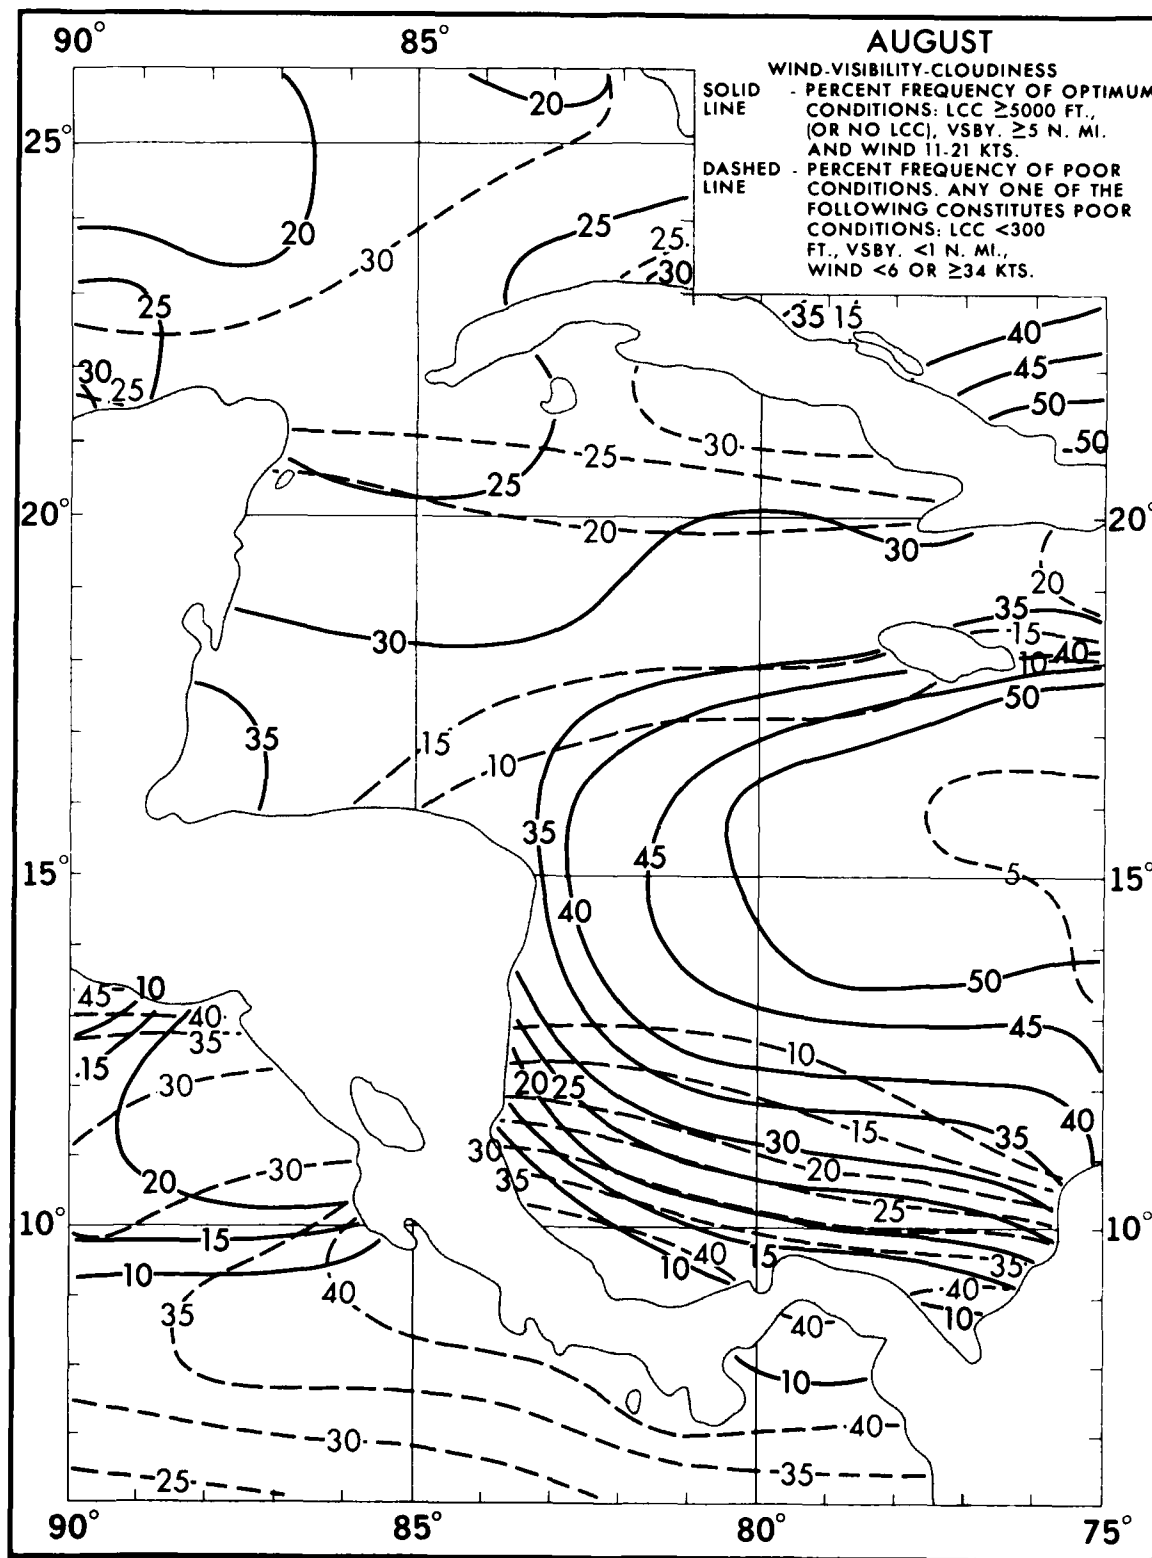 90° 85°
AUGUST
WIND-VISIBILITY-CLOUDINESS
SOLID LINE - PERCENT FREQUENCY OF OPTIMUM
CONDITIONS: LCC ≥5000 FT.,
(OR NO LCC), VSBY. ≥5 N. MI.
AND WIND 11-21 KTS.
DASHED LINE - PERCENT FREQUENCY OF POOR
CONDITIONS. ANY ONE OF THE
FOLLOWING CONSTITUTES POOR
CONDITIONS: LCC <300
FT., VSBY. <1 N. MI.,
WIND <6 OR ≥34 KTS.
20
25°
20 25
30 25
30
25 35 15 40
30 45
25 50
30 50
25
25
20° 20 20°
30
20
30 35
15
10 40
35 15 50
10
35 45
15° 5 15°
40
50
10
45 40 45
35 10
15 30 20 25
40
15 35
30 30
30 20
20 35
25
10° 15 10°
10 40 15 35
40 10 40
35 10
40
10
40
30
35
25
90° 85° 80° 75°